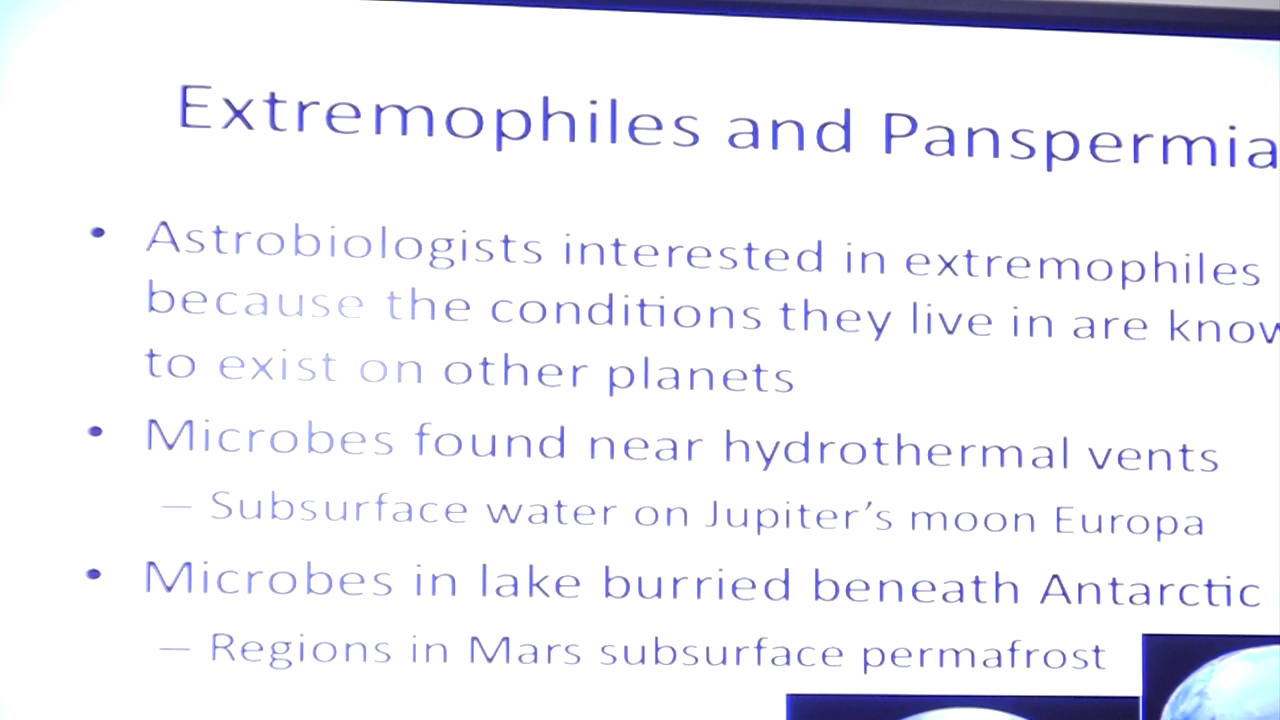 Extremophiles and Panspermia
• Astrobiologists interested in extremophiles
because the conditions they live in are know
to exist on other planets
• Microbes found near hydrothermal vents
– Subsurface water on Jupiter’s moon Europa
• Microbes in lake burried beneath Antarctic
– Regions in Mars subsurface permafrost